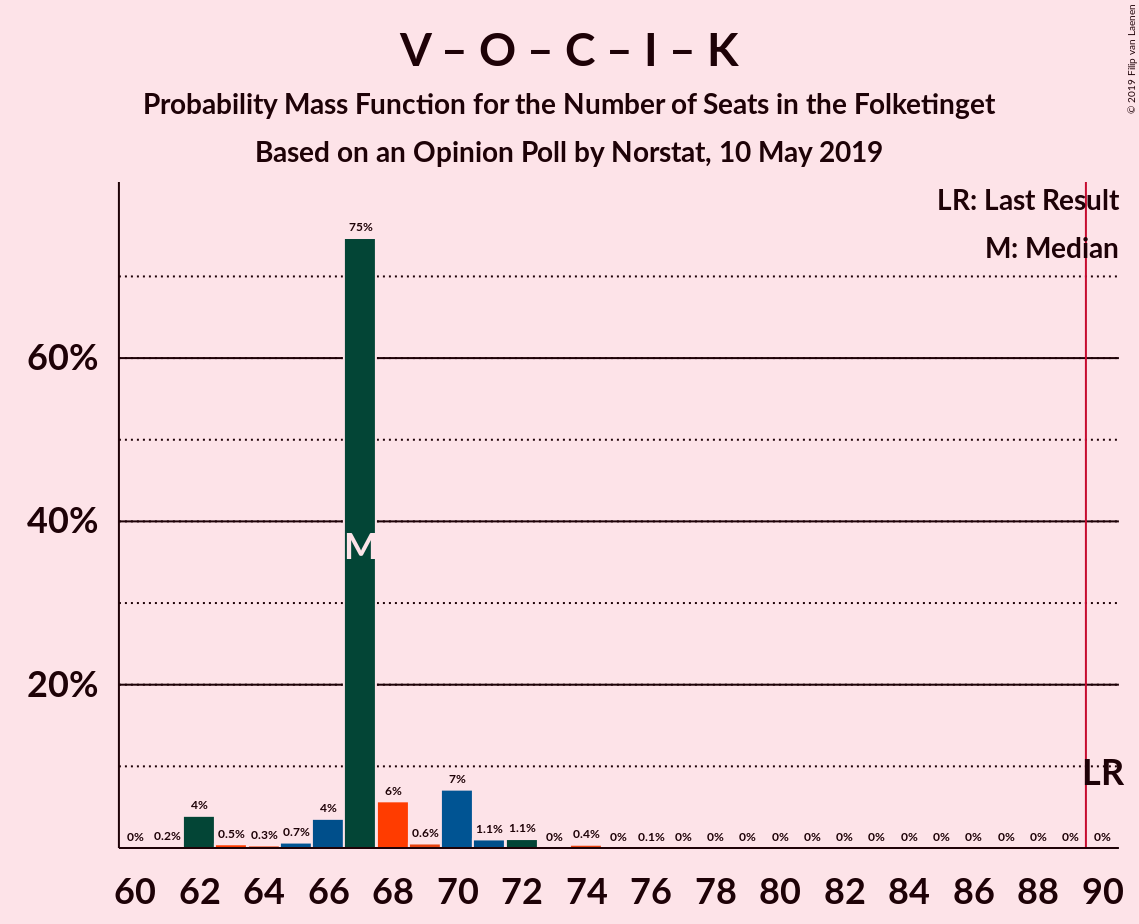 V – O – C – I – K
Probability Mass Function for the Number of Seats in the Folketinget
Based on an Opinion Poll by Norstat, 10 May 2019
© 2019 Filip van Laenen
LR: Last Result
M: Median
75%
60%
40%
M
20%
LR
0% 0.2% 4% 0.5% 0.3% 0.7% 4% 6% 0.6% 7% 1.1% 1.1% 0% 0.4% 0% 0.1% 0% 0% 0% 0% 0% 0% 0% 0% 0% 0% 0% 0% 0% 0%
60 62 64 66 68 70 72 74 76 78 80 82 84 86 88 90